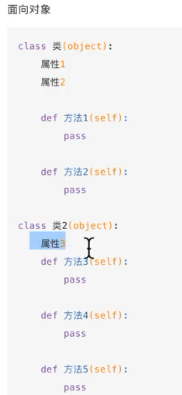 面向对象
class 类(object):
属性1
属性2
def 方法1(self):
pass
def 方法2(self):
pass
class 类2(object):
属性3
def 方法3(self):
pass
def 方法4(self):
pass
def 方法5(self):
pass